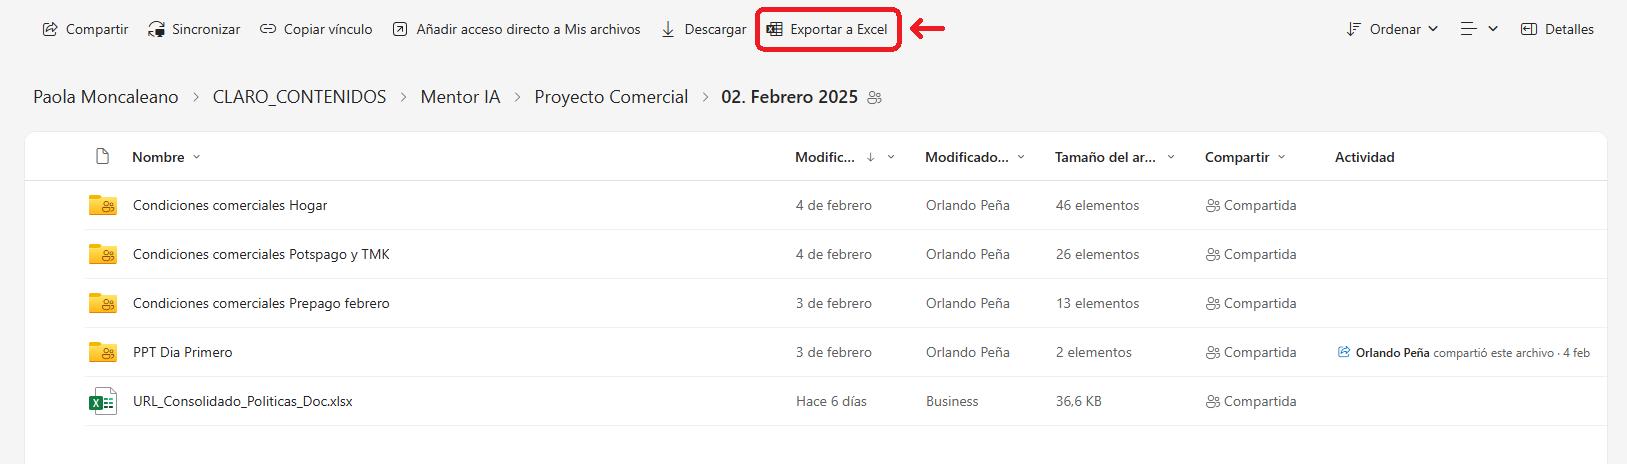 Compartir Sincronizar Copiar vínculo Añadir acceso directo a Mis archivos Descargar Exportar a Excel Ordenar Detalles
Paola Moncaleano > CLARO_CONTENIDOS > Mentor IA > Proyecto Comercial > 02. Febrero 2025
Nombre Modific... Modificado... Tamaño del ar... Compartir Actividad
Condiciones comerciales Hogar 4 de febrero Orlando Peña 46 elementos Compartida
Condiciones comerciales Potspago y TMK 4 de febrero Orlando Peña 26 elementos Compartida
Condiciones comerciales Prepago febrero 3 de febrero Orlando Peña 13 elementos Compartida
PPT Dia Primero 3 de febrero Orlando Peña 2 elementos Compartida Orlando Peña compartió este archivo · 4 feb
URL_Consolidado_Politicas_Doc.xlsx Hace 6 días Business 36,6 KB Compartida